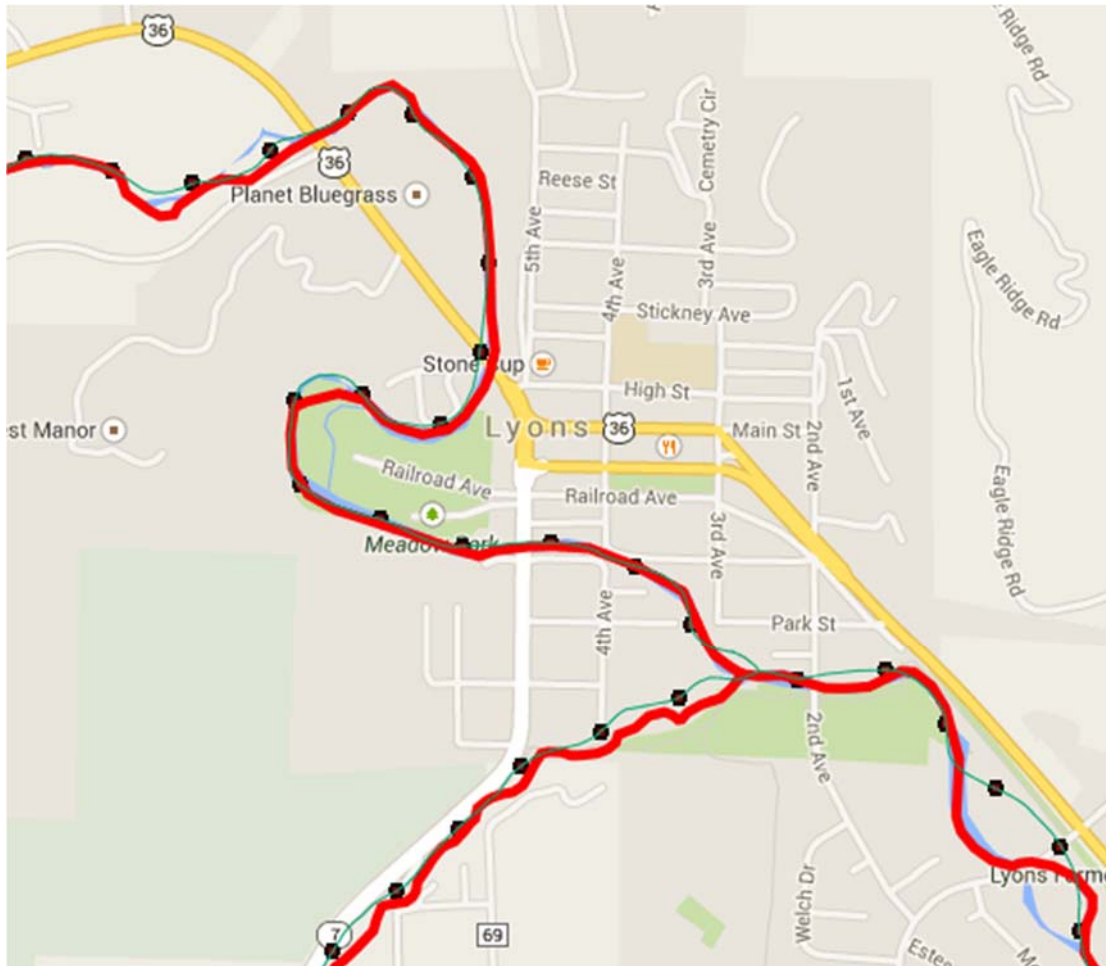 36
Eagle Ridge Rd
36
Planet Bluegrass
Reese St
Cemetery Cir
5th Ave
4th Ave
3rd Ave
Eagle Ridge Rd
Stickney Ave
Stone Cup
High St
1st Ave
est Manor
Lyons
36
Main St
2nd Ave
Railroad Ave
Railroad Ave
Eagle Ridge Rd
3rd Ave
Meadow Park
4th Ave
Park St
2nd Ave
Welch Dr
Lyons Farme
7
69
Estes